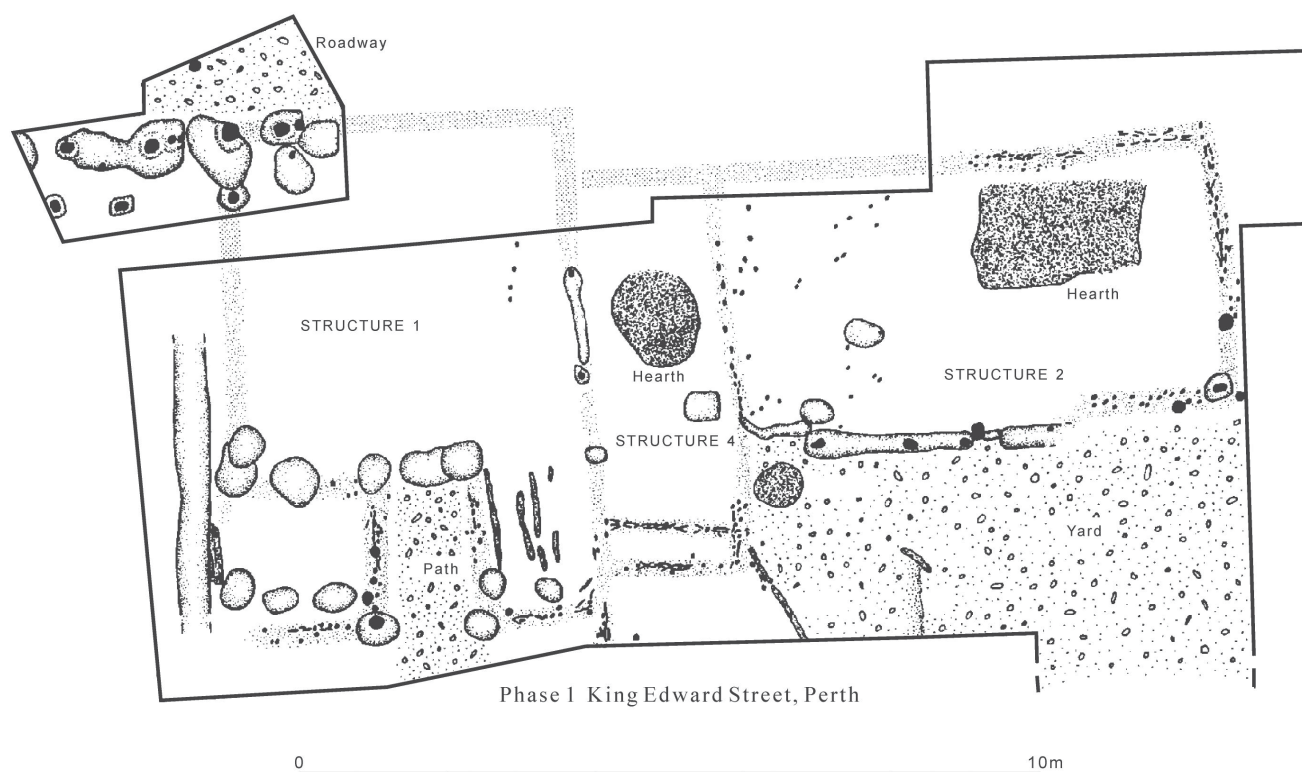 Roadway
STRUCTURE 1
Hearth
Hearth
STRUCTURE 2
STRUCTURE 4
Yard
Path
Phase 1 King Edward Street, Perth
0 10m